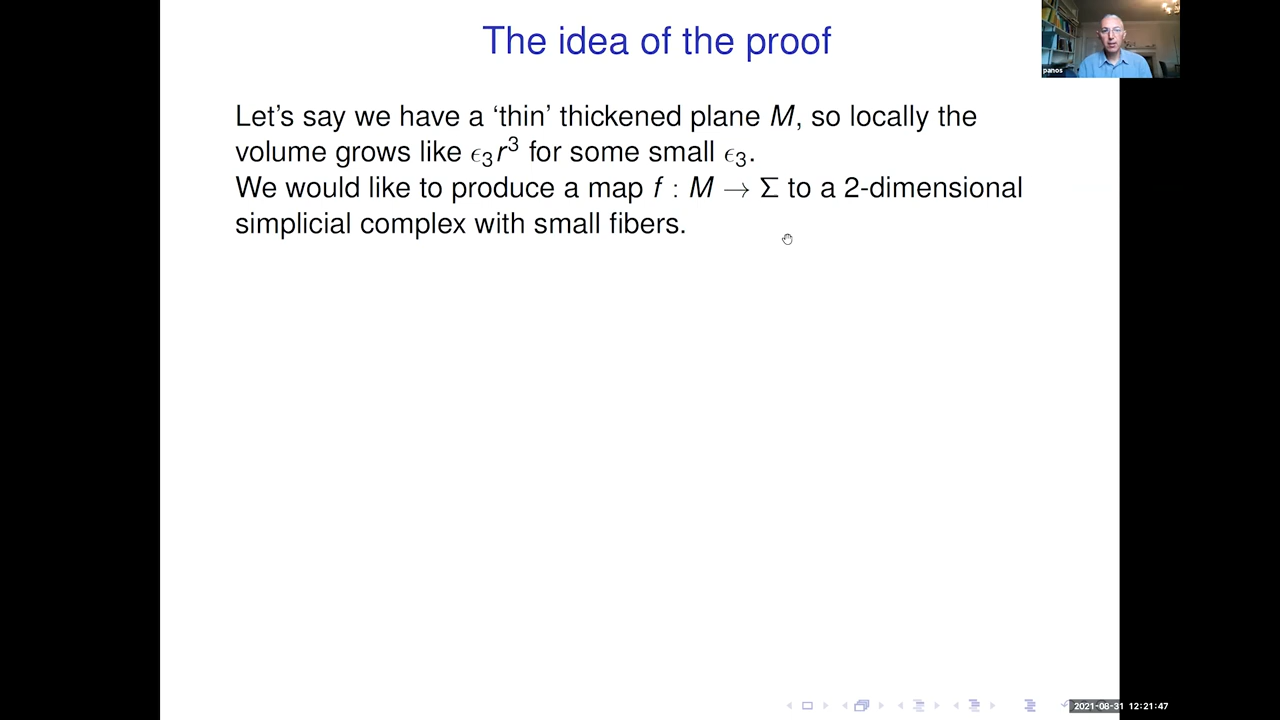 The idea of the proof
panos
Let's say we have a ‘thin’ thickened plane M, so locally the
volume grows like ϵ₃r³ for some small ϵ₃.
We would like to produce a map f : M → Σ to a 2-dimensional
simplicial complex with small fibers.
2021-08-31 12:21:47